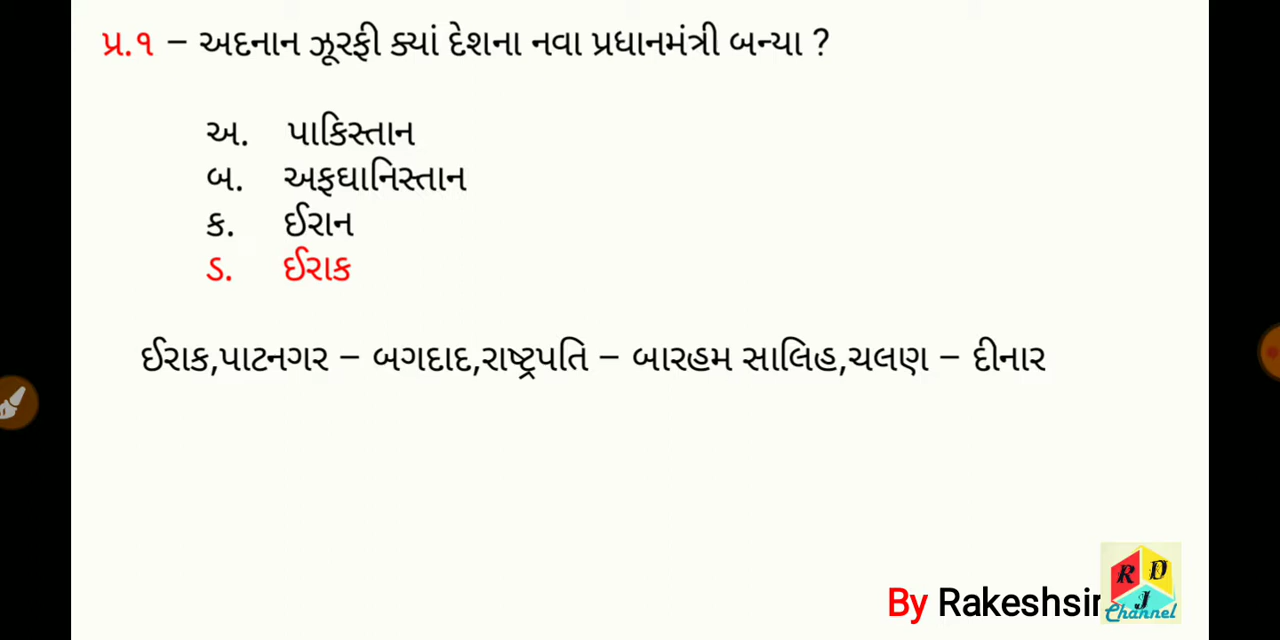 પ્ર.૧ – અદનાન ઝૂરફી ક્યાં દેશના નવા પ્રધાનમંત્રી બન્યા ?
અ. પાકિસ્તાન
બ. અફઘાનિસ્તાન
ક. ઈરાન
ડ. ઈરાક
ઈરાક,પાટનગર – બગદાદ,રાષ્ટ્રપતિ – બારહમ સાલિહ,ચલણ – દીનાર
R D
J
By Rakeshsir Channel